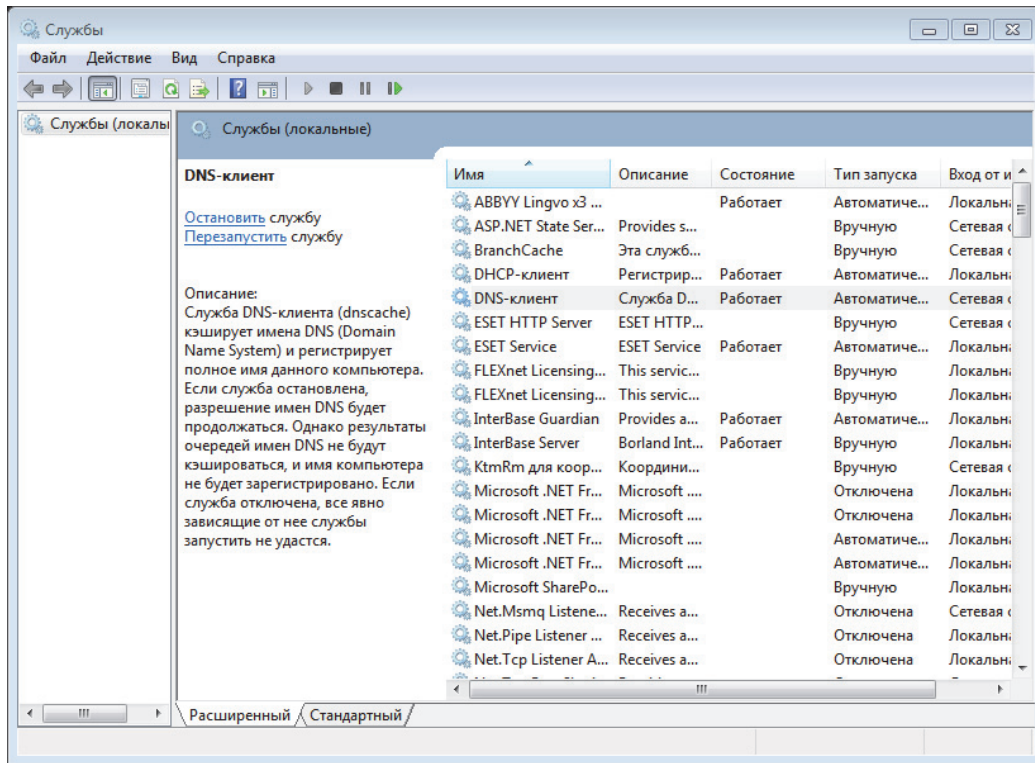 Службы
Файл Действие Вид Справка
Службы (локалы
Службы (локальные)
DNS-клиент
Остановить службу
Перезапустить службу
Описание:
Служба DNS-клиента (dnscache)
кэширует имена DNS (Domain
Name System) и регистрирует
полное имя данного компьютера.
Если служба остановлена,
разрешение имен DNS будет
продолжаться. Однако результаты
очередей имен DNS не будут
кэшироваться, и имя компьютера
не будет зарегистрировано. Если
служба отключена, все явно
зависящие от нее службы
запустить не удастся.
Имя Описание Состояние Тип запуска Вход от и
ABBYY Lingvo x3 ... Работает Автоматиче... Локальн
ASP.NET State Ser... Provides s... Вручную Сетевая с
BranchCache Эта служб... Вручную Сетевая с
DHCP-клиент Регистрир... Работает Автоматиче... Локальн
DNS-клиент Служба D... Работает Автоматиче... Сетевая с
ESET HTTP Server ESET HTTP... Вручную Сетевая с
ESET Service ESET Service Работает Автоматиче... Локальн
FLEXnet Licensing... This servic... Вручную Локальн
FLEXnet Licensing... This servic... Вручную Локальн
InterBase Guardian Provides a... Работает Автоматиче... Локальн
InterBase Server Borland Int... Работает Вручную Локальн
KtmRm для коор... Координи... Вручную Сетевая с
Microsoft .NET Fr... Microsoft .... Отключена Локальн
Microsoft .NET Fr... Microsoft .... Отключена Локальн
Microsoft .NET Fr... Microsoft .... Автоматиче... Локальн
Microsoft .NET Fr... Microsoft .... Автоматиче... Локальн
Microsoft SharePo... Вручную Локальн
Net.Msmq Listene... Receives a... Отключена Сетевая с
Net.Pipe Listener ... Receives a... Отключена Локальн
Net.Tcp Listener A... Receives a... Отключена Локальн
Расширенный Стандартный